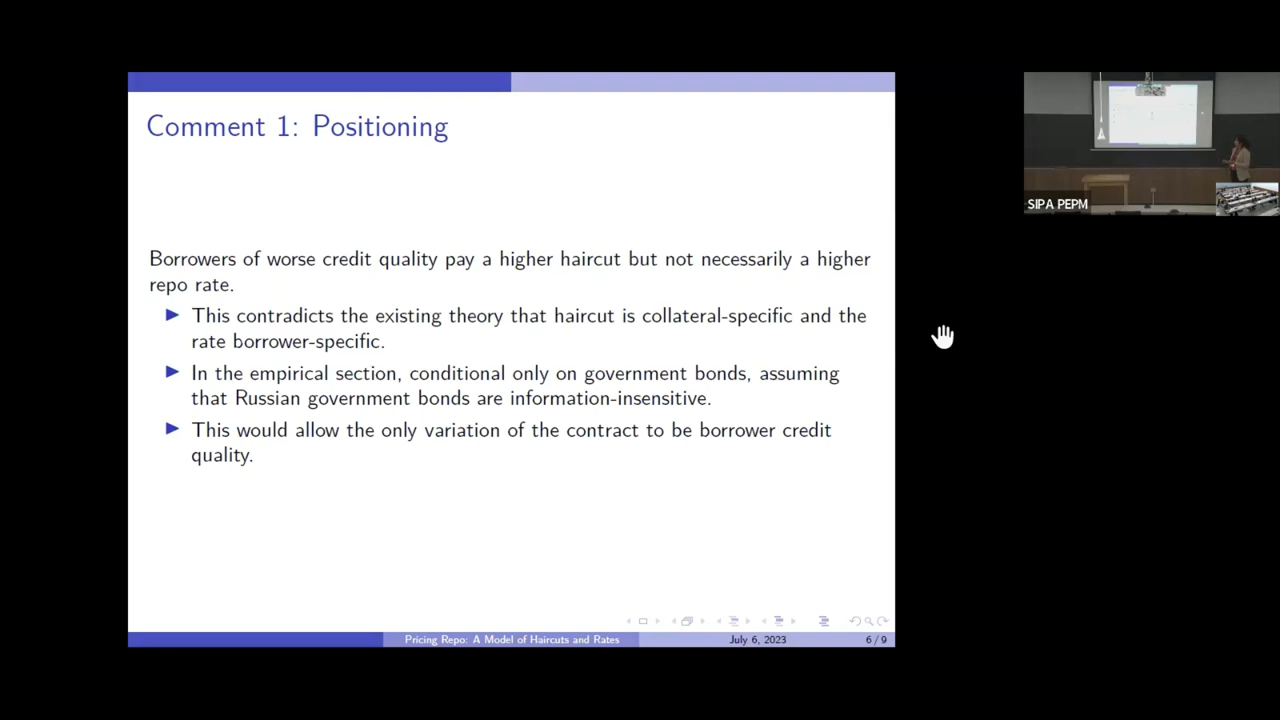 Comment 1: Positioning
SIPA PEPM
Borrowers of worse credit quality pay a higher haircut but not necessarily a higher
repo rate.
This contradicts the existing theory that haircut is collateral-specific and the
rate borrower-specific.
In the empirical section, conditional only on government bonds, assuming
that Russian government bonds are information-insensitive.
This would allow the only variation of the contract to be borrower credit
quality.
Pricing Repo: A Model of Haircuts and Rates July 6, 2023 6 / 9